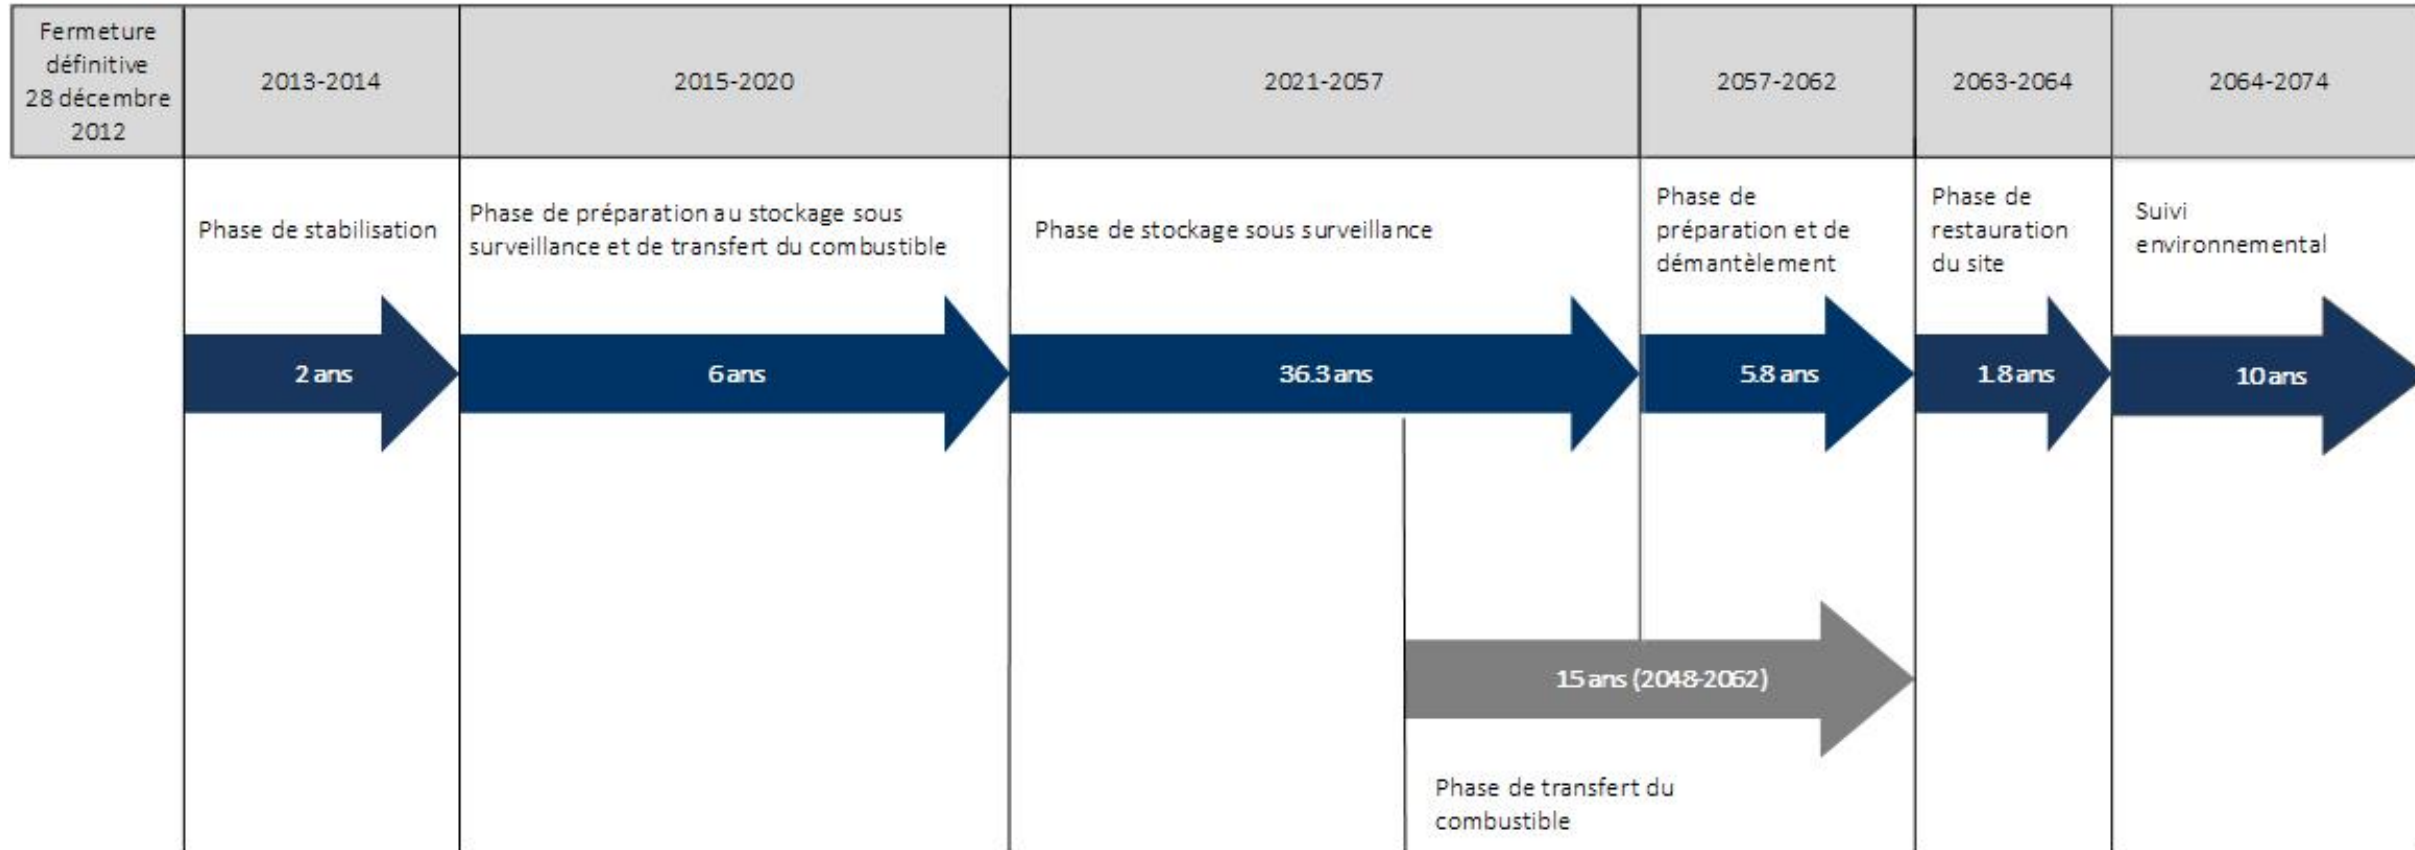 Fermeture
définitive
28 décembre
2012
2013-2014
2015-2020
2021-2057
2057-2062
2063-2064
2064-2074
Phase de stabilisation
Phase de préparation au stockage sous
surveillance et de transfert du combustible
Phase de stockage sous surveillance
Phase de
préparation et de
démantèlement
Phase de
restauration
du site
Suivi
environnemental
2 ans
6 ans
36.3 ans
5.8 ans
1.8 ans
10 ans
15 ans (2048-2062)
Phase de transfert du
combustible